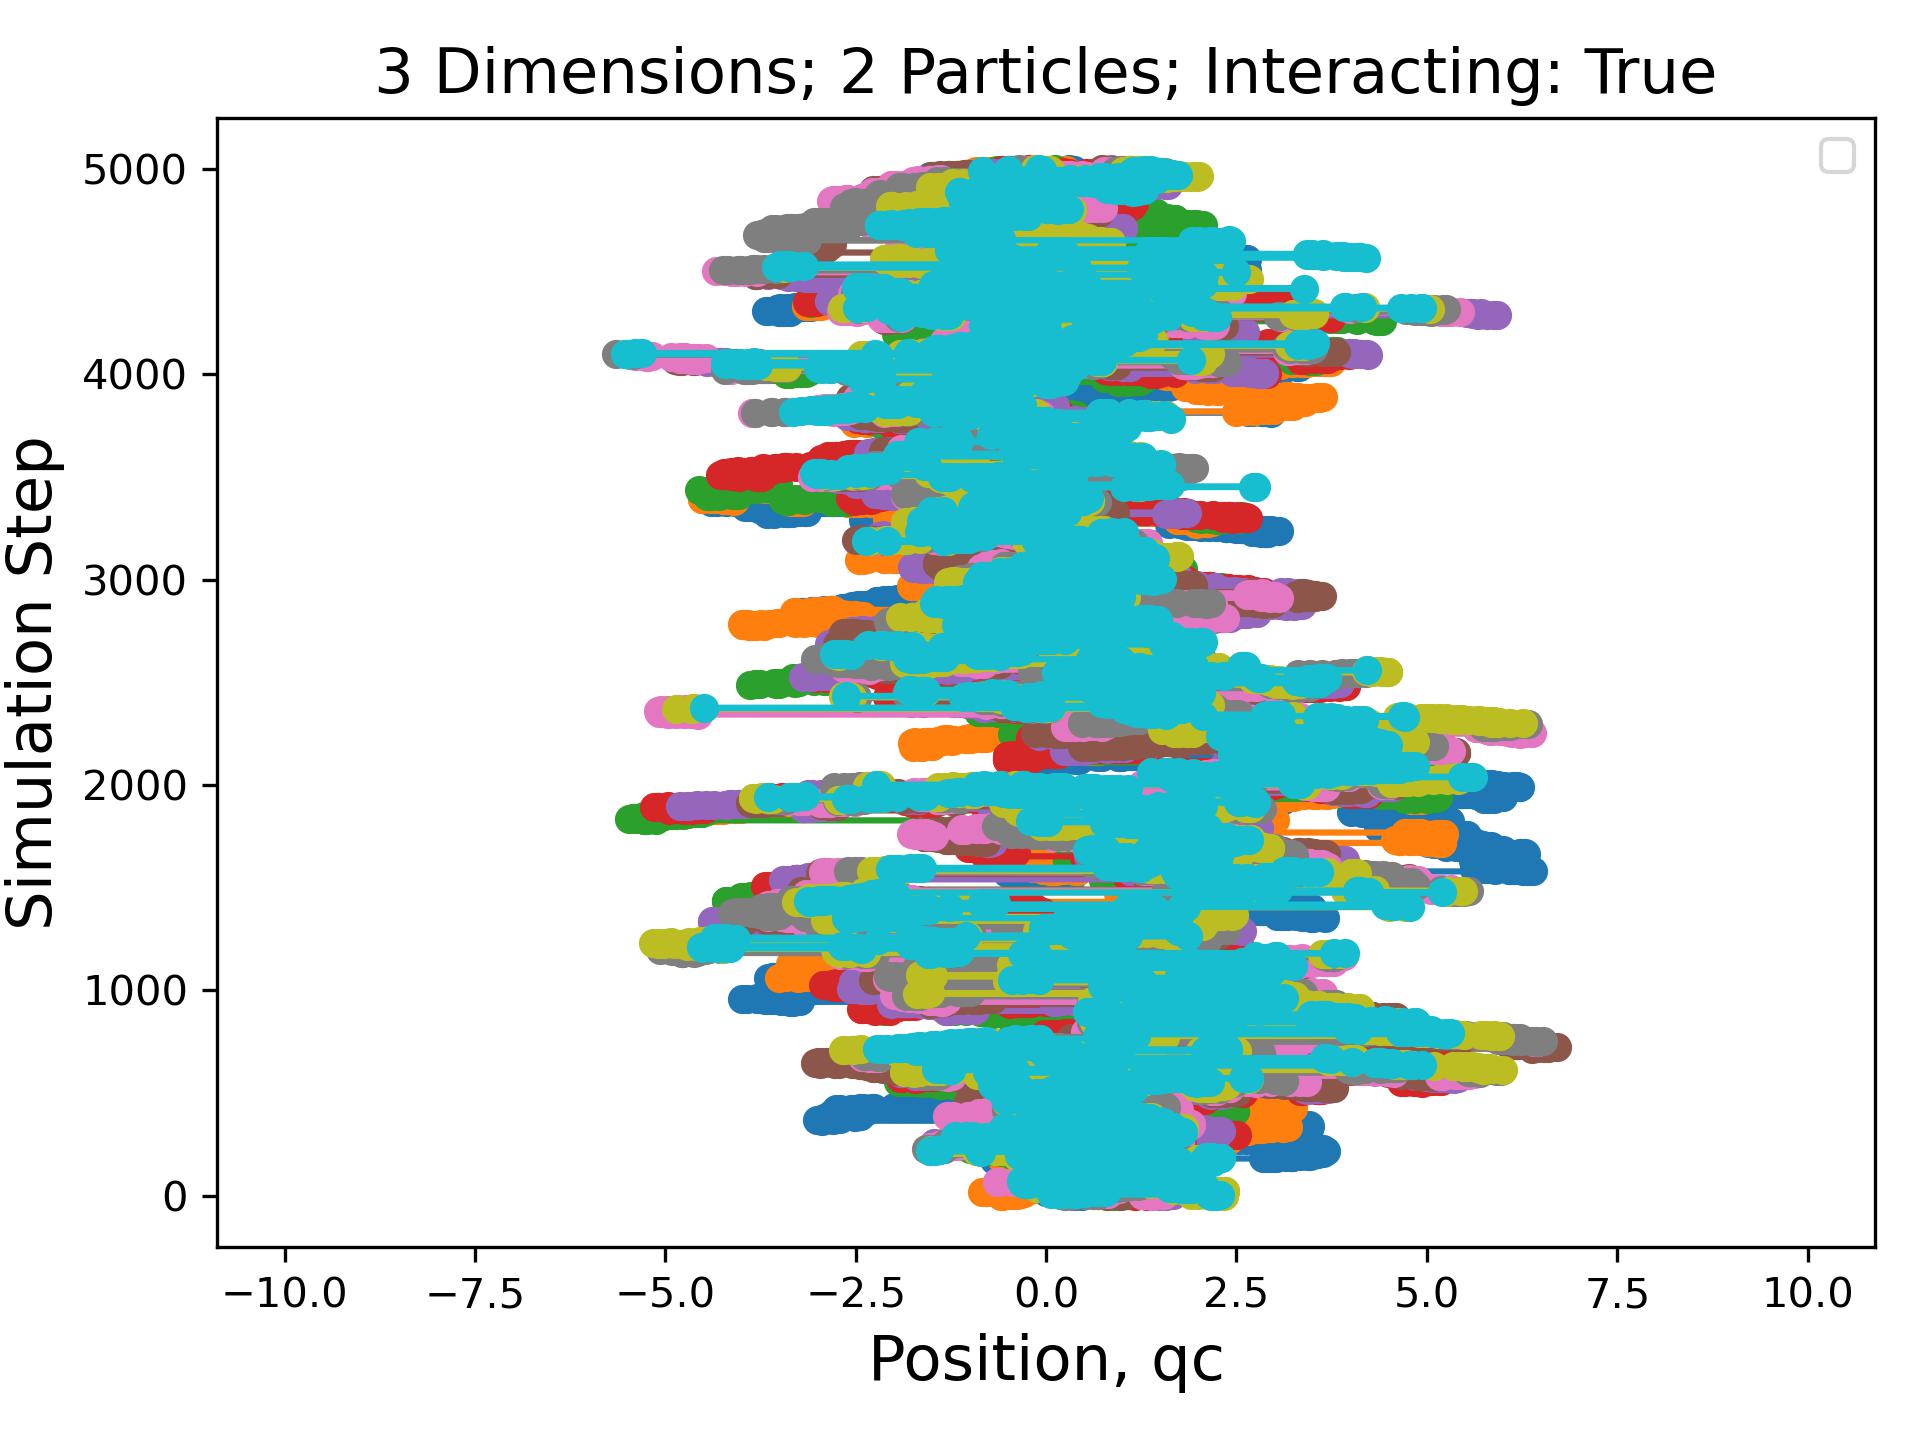 3 Dimensions; 2 Particles; Interacting: True
5000
4000
3000
2000
1000
0
Simulation Step
−10.0 −7.5 −5.0 −2.5 0.0 2.5 5.0 7.5 10.0
Position, qc